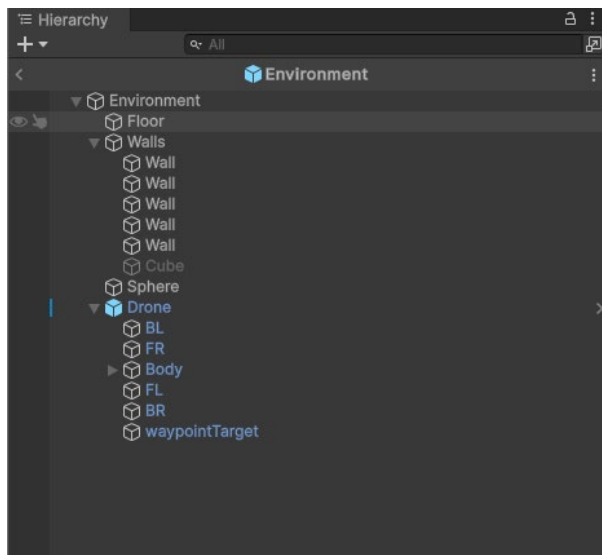 Hierarchy
All
Environment
Environment
Floor
Walls
Wall
Wall
Wall
Wall
Wall
Cube
Sphere
Drone
BL
FR
Body
FL
BR
waypointTarget